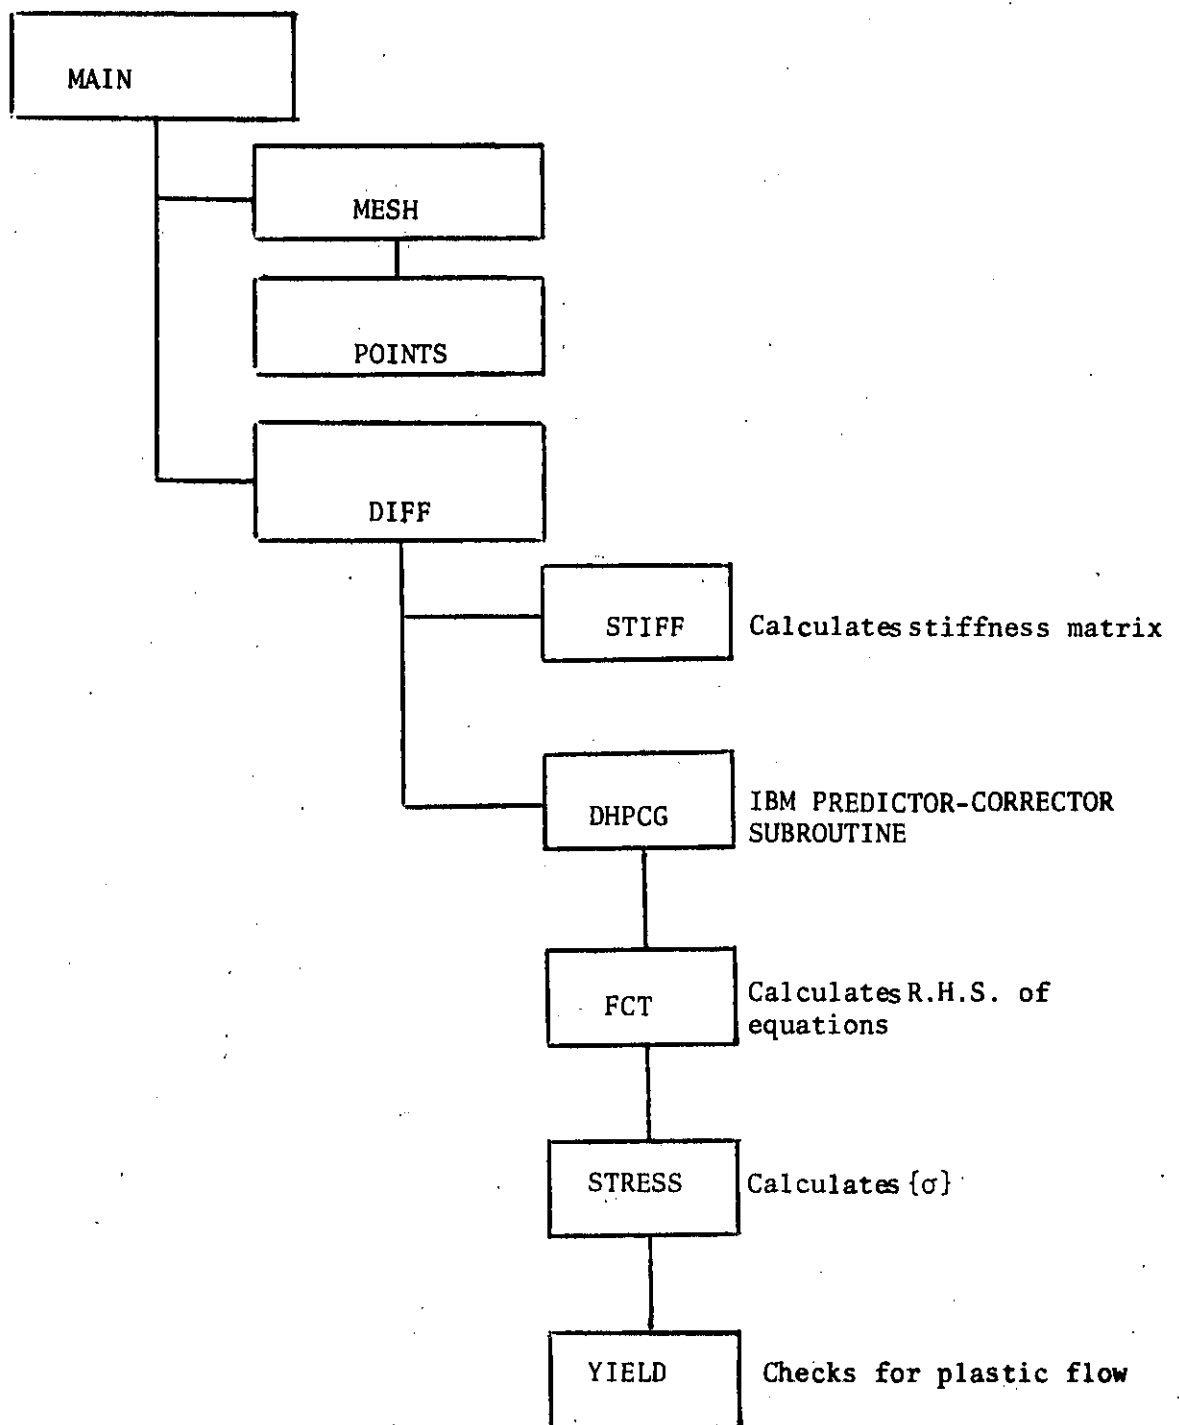 MAIN
MESH
POINTS
DIFF
STIFF
Calculates stiffness matrix
DHPCG
IBM PREDICTOR-CORRECTOR
SUBROUTINE
FCT
Calculates R.H.S. of
equations
STRESS
Calculates {σ}
YIELD
Checks for plastic flow